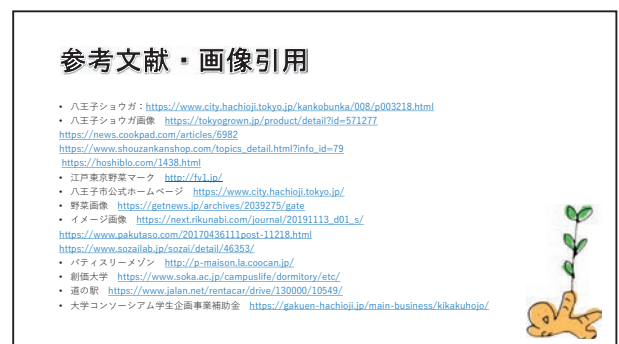 参考文献・画像引用
• 八王子ショウガ：https://www.city.hachioji.tokyo.jp/kankobunka/008/p003218.html
• 八王子ショウガ画像　https://tokyogrown.jp/product/detail?id=571277
https://news.cookpad.com/articles/6982
https://www.shouzankanshop.com/topics_detail.html?info_id=79
https://hoshiblo.com/1438.html
• 江戸東京野菜マーク　http://fv1.jp/
• 八王子市公式ホームページ　https://www.city.hachioji.tokyo.jp/
• 野菜画像　https://getnews.jp/archives/2039275/gate
• イメージ画像　https://next.rikunabi.com/journal/20191113_d01_s/
https://www.pakutaso.com/20170436111post-11218.html
https://www.sozailab.jp/sozai/detail/46353/
• パティスリーメゾン　http://p-maison.la.coocan.jp/
• 創価大学　https://www.soka.ac.jp/campuslife/dormitory/etc/
• 道の駅　https://www.jalan.net/rentacar/drive/130000/10549/
• 大学コンソーシアム学生企画事業補助金　https://gakuen-hachioji.jp/main-business/kikakuhojo/